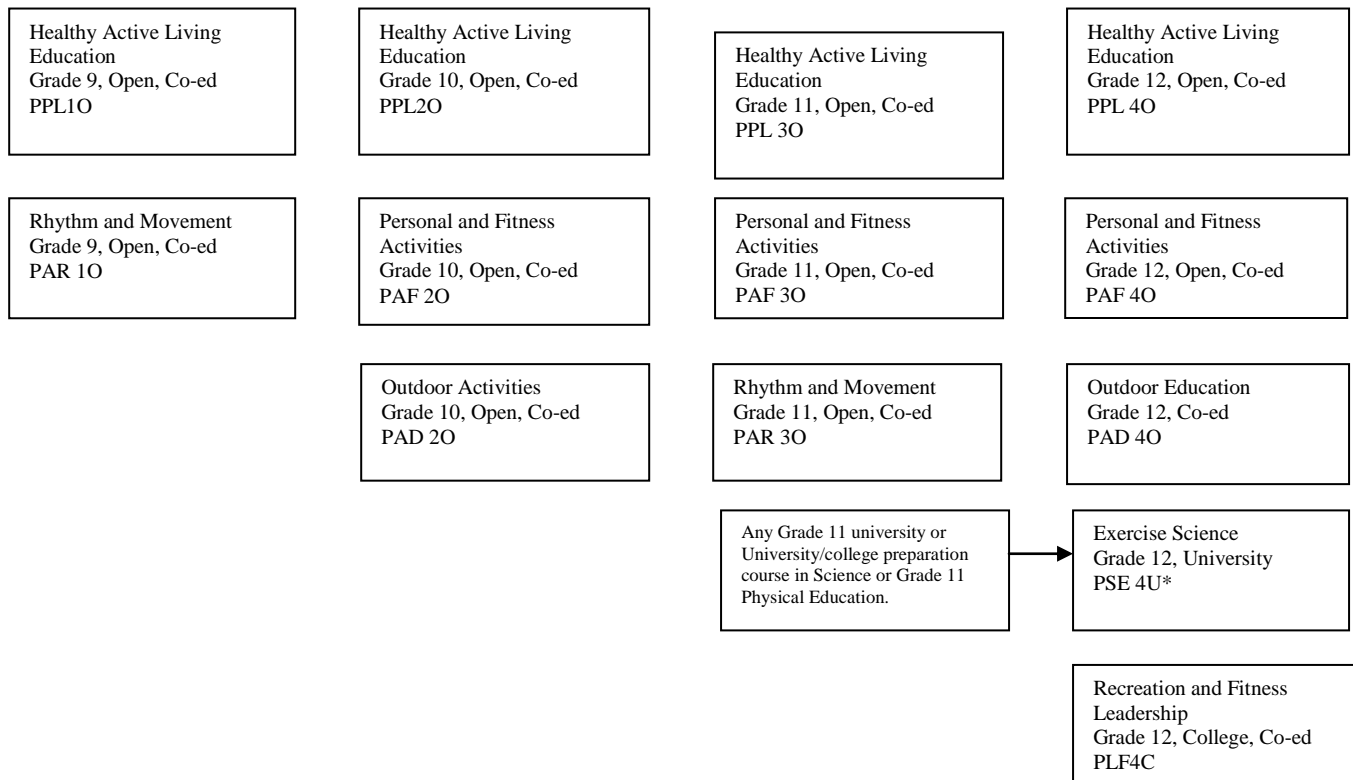 Healthy Active Living
Education
Grade 9, Open, Co-ed
PPL1O
Healthy Active Living
Education
Grade 10, Open, Co-ed
PPL2O
Healthy Active Living
Education
Grade 11, Open, Co-ed
PPL 3O
Healthy Active Living
Education
Grade 12, Open, Co-ed
PPL 4O
Rhythm and Movement
Grade 9, Open, Co-ed
PAR 1O
Personal and Fitness
Activities
Grade 10, Open, Co-ed
PAF 2O
Personal and Fitness
Activities
Grade 11, Open, Co-ed
PAF 3O
Personal and Fitness
Activities
Grade 12, Open, Co-ed
PAF 4O
Outdoor Activities
Grade 10, Open, Co-ed
PAD 2O
Rhythm and Movement
Grade 11, Open, Co-ed
PAR 3O
Outdoor Education
Grade 12, Co-ed
PAD 4O
Any Grade 11 university or
University/college preparation
course in Science or Grade 11
Physical Education.
Exercise Science
Grade 12, University
PSE 4U*
Recreation and Fitness
Leadership
Grade 12, College, Co-ed
PLF4C